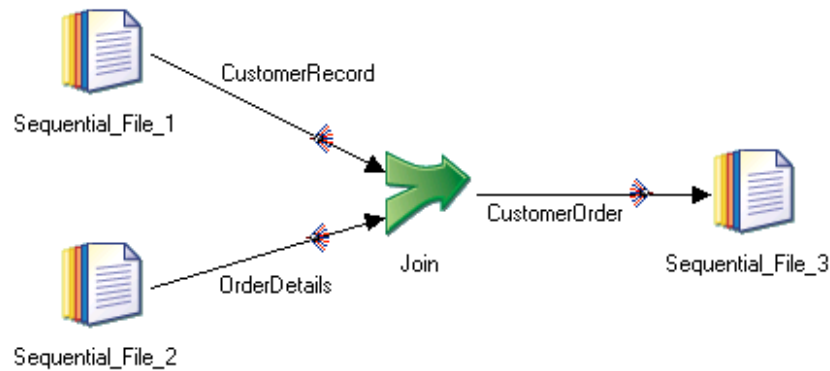 CustomerRecord
Sequential_File_1
CustomerOrder
Join
Sequential_File_3
OrderDetails
Sequential_File_2